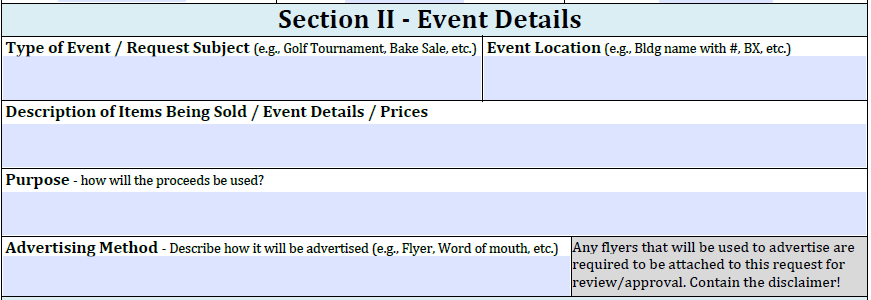 Section II - Event Details
Type of Event / Request Subject (e.g., Golf Tournament, Bake Sale, etc.)
Event Location (e.g., Bldg name with #, BX, etc.)
Description of Items Being Sold / Event Details / Prices
Purpose - how will the proceeds be used?
Advertising Method - Describe how it will be advertised (e.g., Flyer, Word of mouth, etc.)
Any flyers that will be used to advertise are
required to be attached to this request for
review/approval. Contain the disclaimer!